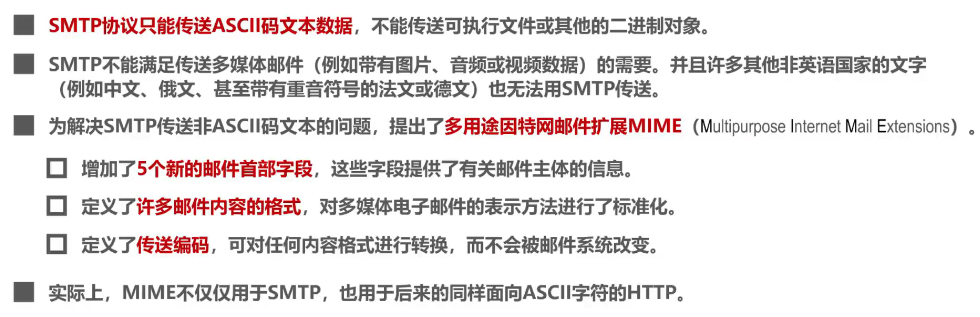 SMTP协议只能传送ASCII码文本数据，不能传送可执行文件或其他的二进制对象。
SMTP不能满足传送多媒体邮件（例如带有图片、音频或视频数据）的需要。并且许多其他非英语国家的文字
（例如中文、俄文、甚至带有重音符号的法文或德文）也无法用SMTP传送。
为解决SMTP传送非ASCII码文本的问题，提出了多用途因特网邮件扩展MIME（Multipurpose Internet Mail Extensions）。
增加了5个新的邮件首部字段，这些字段提供了有关邮件主体的信息。
定义了许多邮件内容的格式，对多媒体电子邮件的表示方法进行了标准化。
定义了传送编码，可对任何内容格式进行转换，而不会被邮件系统改变。
实际上，MIME不仅仅用于SMTP，也用于后来的同样面向ASCII字符的HTTP。